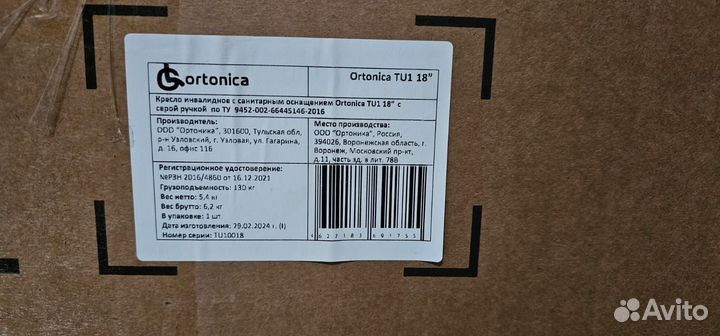 ortonica
Ortonica TU1 18"
Кресло инвалидное с санитарным оснащением Ortonica TU1 18" с
серой ручкой по ТУ 9452-002-66445146-2016
Производитель:
ООО "Ортоника", 301600, Тульская обл,
р-н Узловский, г. Узловая, ул. Гагарина,
д. 16, офис 116
Место производства:
ООО "Ортоника", Россия,
394026, Воронежская область, г.
Воронеж, Московский пр-кт,
д.11, часть зд. в лит. 78В
Регистрационное удостоверение:
№РЗН 2016/4860 от 16.12.2021
Грузоподъемность: 130 кг
Вес нетто: 5,4 кг
Вес брутто: 6,2 кг
В упаковке: 1 шт.
Дата изготовления: 29.02.2024 г. (I)
Номер серии: TU10018
Avito